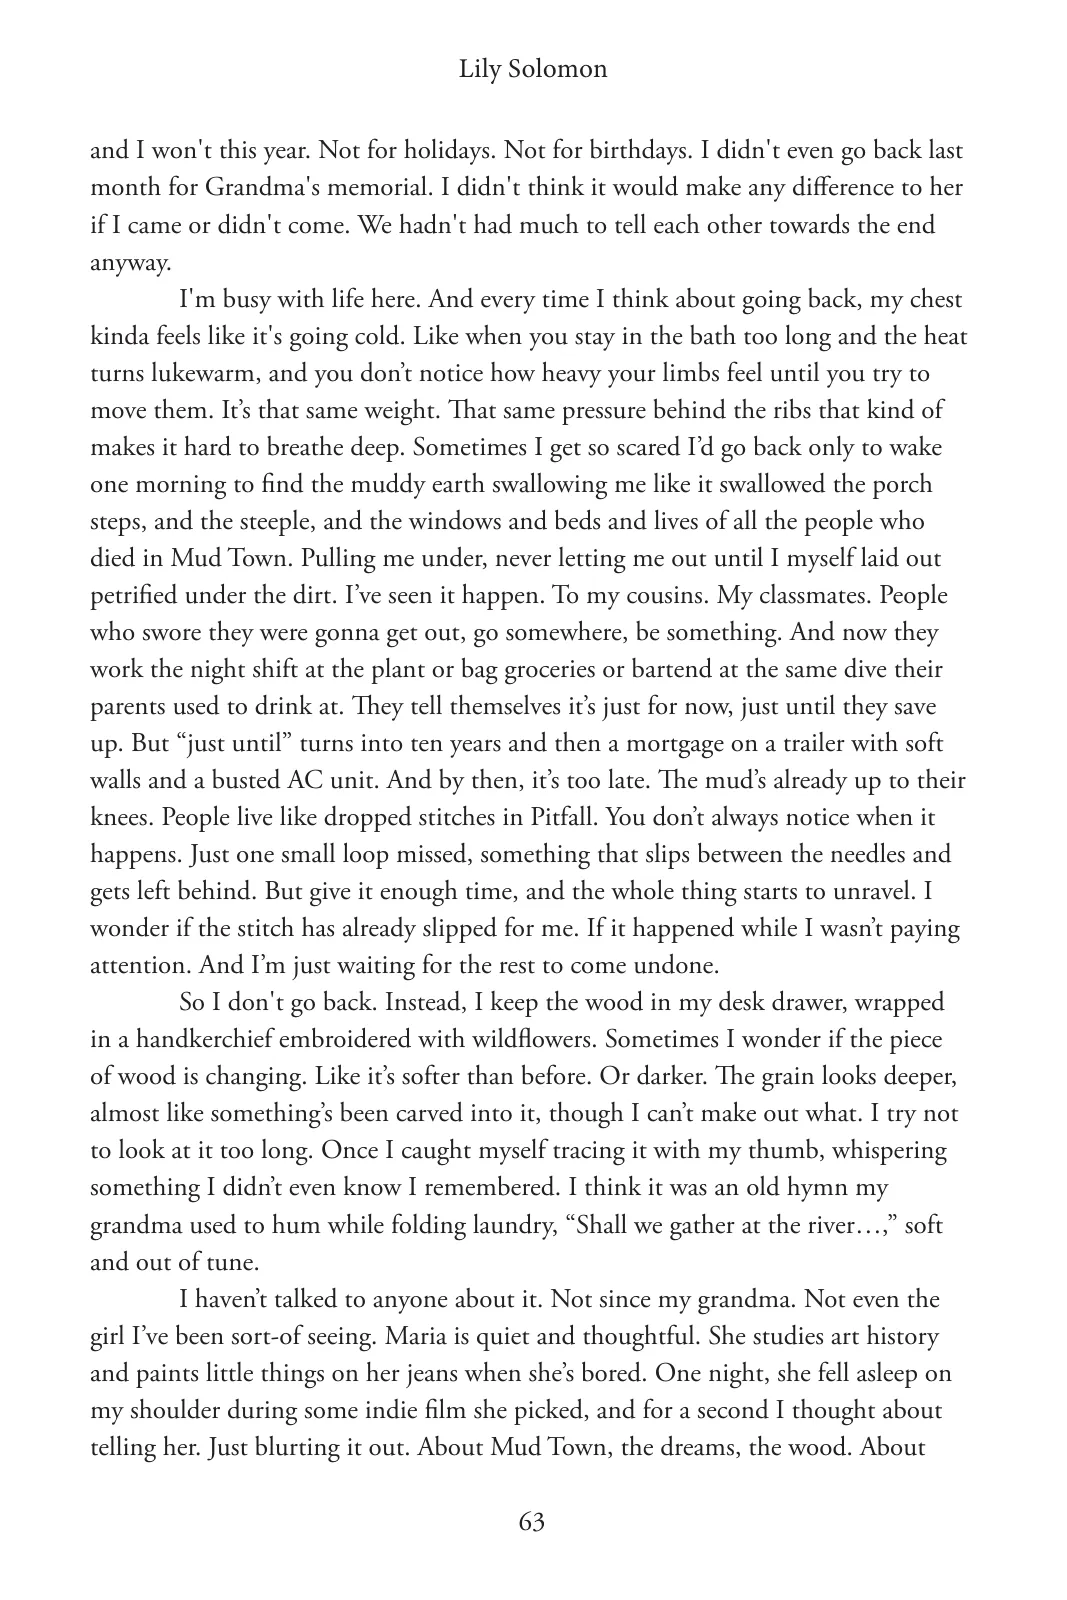 Lily Solomon
and I won't this year. Not for holidays. Not for birthdays. I didn't even go back last
month for Grandma's memorial. I didn't think it would make any difference to her
if I came or didn't come. We hadn't had much to tell each other towards the end
anyway.
I'm busy with life here. And every time I think about going back, my chest
kinda feels like it's going cold. Like when you stay in the bath too long and the heat
turns lukewarm, and you don’t notice how heavy your limbs feel until you try to
move them. It’s that same weight. That same pressure behind the ribs that kind of
makes it hard to breathe deep. Sometimes I get so scared I’d go back only to wake
one morning to find the muddy earth swallowing me like it swallowed the porch
steps, and the steeple, and the windows and beds and lives of all the people who
died in Mud Town. Pulling me under, never letting me out until I myself laid out
petrified under the dirt. I’ve seen it happen. To my cousins. My classmates. People
who swore they were gonna get out, go somewhere, be something. And now they
work the night shift at the plant or bag groceries or bartend at the same dive their
parents used to drink at. They tell themselves it’s just for now, just until they save
up. But “just until” turns into ten years and then a mortgage on a trailer with soft
walls and a busted AC unit. And by then, it’s too late. The mud’s already up to their
knees. People live like dropped stitches in Pitfall. You don’t always notice when it
happens. Just one small loop missed, something that slips between the needles and
gets left behind. But give it enough time, and the whole thing starts to unravel. I
wonder if the stitch has already slipped for me. If it happened while I wasn’t paying
attention. And I’m just waiting for the rest to come undone.
So I don't go back. Instead, I keep the wood in my desk drawer, wrapped
in a handkerchief embroidered with wildflowers. Sometimes I wonder if the piece
of wood is changing. Like it’s softer than before. Or darker. The grain looks deeper,
almost like something’s been carved into it, though I can’t make out what. I try not
to look at it too long. Once I caught myself tracing it with my thumb, whispering
something I didn’t even know I remembered. I think it was an old hymn my
grandma used to hum while folding laundry, “Shall we gather at the river…,” soft
and out of tune.
I haven’t talked to anyone about it. Not since my grandma. Not even the
girl I’ve been sort-of seeing. Maria is quiet and thoughtful. She studies art history
and paints little things on her jeans when she’s bored. One night, she fell asleep on
my shoulder during some indie film she picked, and for a second I thought about
telling her. Just blurting it out. About Mud Town, the dreams, the wood. About
63